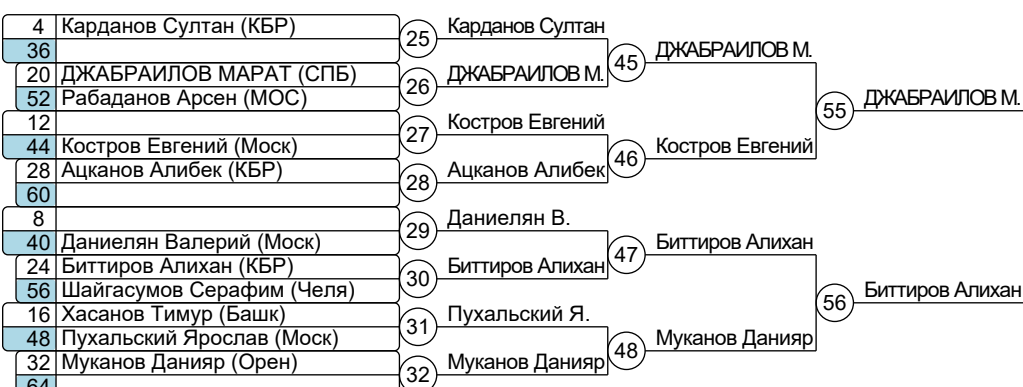 4 Карданов Султан (КБР)
36
20 ДЖАБРАИЛОВ МАРАТ (СПБ)
52 Рабаданов Арсен (МОС)
12
44 Костров Евгений (Моск)
28 Ацканов Алибек (КБР)
60
8
40 Даниелян Валерий (Моск)
24 Биттиров Алихан (КБР)
56 Шайгасумов Серафим (Челя)
16 Хасанов Тимур (Башк)
48 Пухальский Ярослав (Моск)
32 Муканов Данияр (Орен)
64
25 Карданов Султан
26 ДЖАБРАИЛОВ М.
27 Костров Евгений
28 Ацканов Алибек
29 Даниелян В.
30 Биттиров Алихан
31 Пухальский Я.
32 Муканов Данияр
45 ДЖАБРАИЛОВ М.
46 Костров Евгений
47 Биттиров Алихан
48 Муканов Данияр
55 ДЖАБРАИЛОВ М.
56 Биттиров Алихан